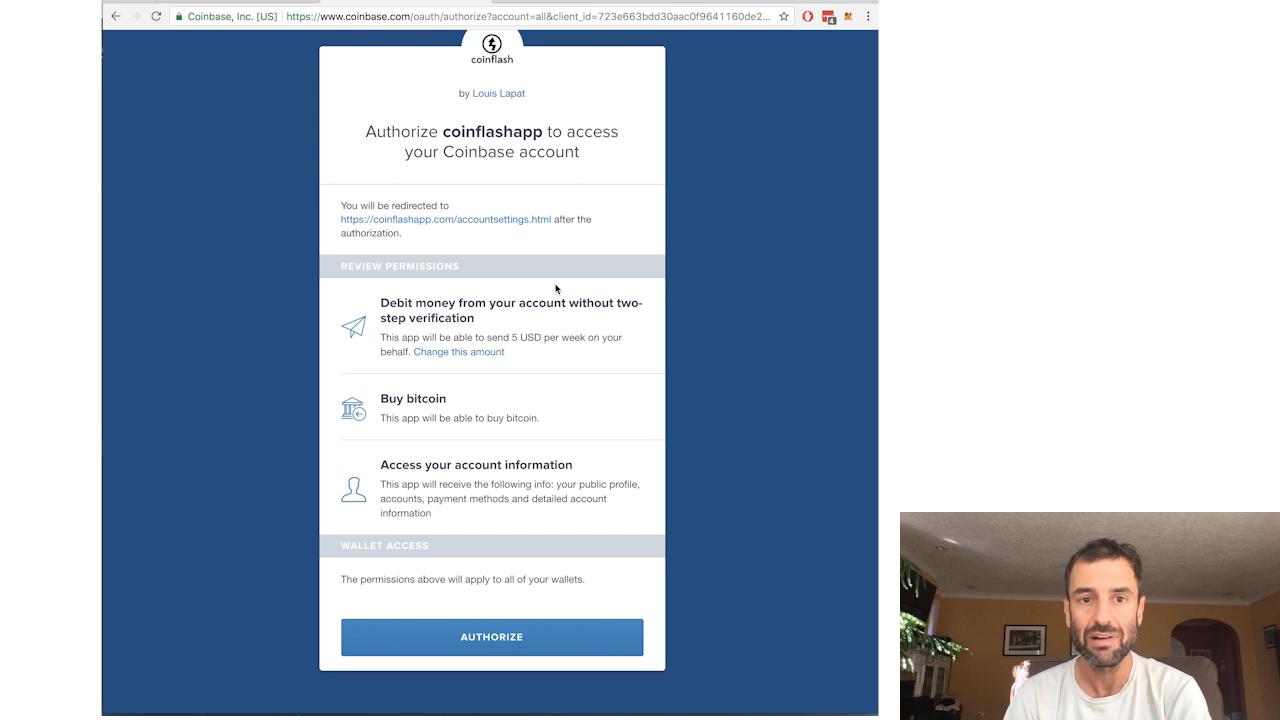 Coinbase, Inc. [US] https://www.coinbase.com/oauth/authorize?account=all&client_id=723e663bdd30aac0f9641160de2...
4
coinflash
by Louis Lapat
Authorize coinflashapp to access
your Coinbase account
You will be redirected to
https://coinflashapp.com/accountsettings.html after the
authorization.
REVIEW PERMISSIONS
Debit money from your account without two-
step verification
This app will be able to send 5 USD per week on your
behalf. Change this amount
Buy bitcoin
This app will be able to buy bitcoin.
Access your account information
This app will receive the following info: your public profile,
accounts, payment methods and detailed account
information
WALLET ACCESS
The permissions above will apply to all of your wallets.
AUTHORIZE